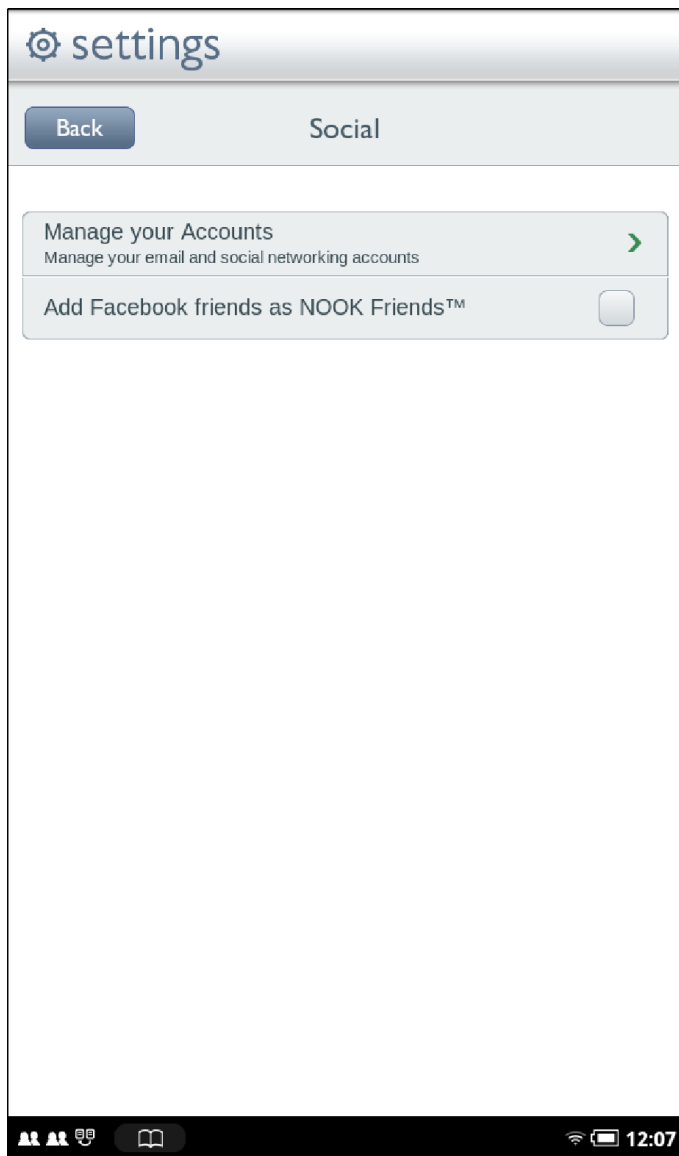 settings
Back
Social
Manage your Accounts
Manage your email and social networking accounts
Add Facebook friends as NOOK Friends™
12:07